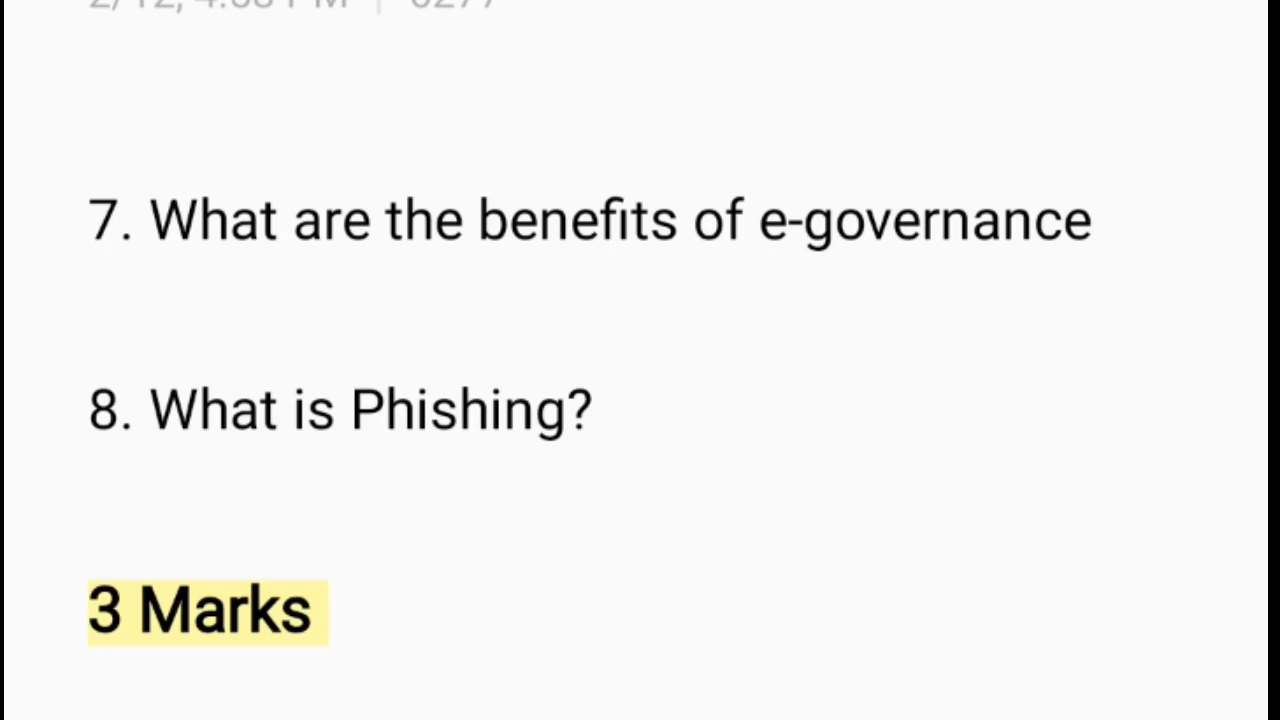 7. What are the benefits of e-governance
8. What is Phishing?
3 Marks